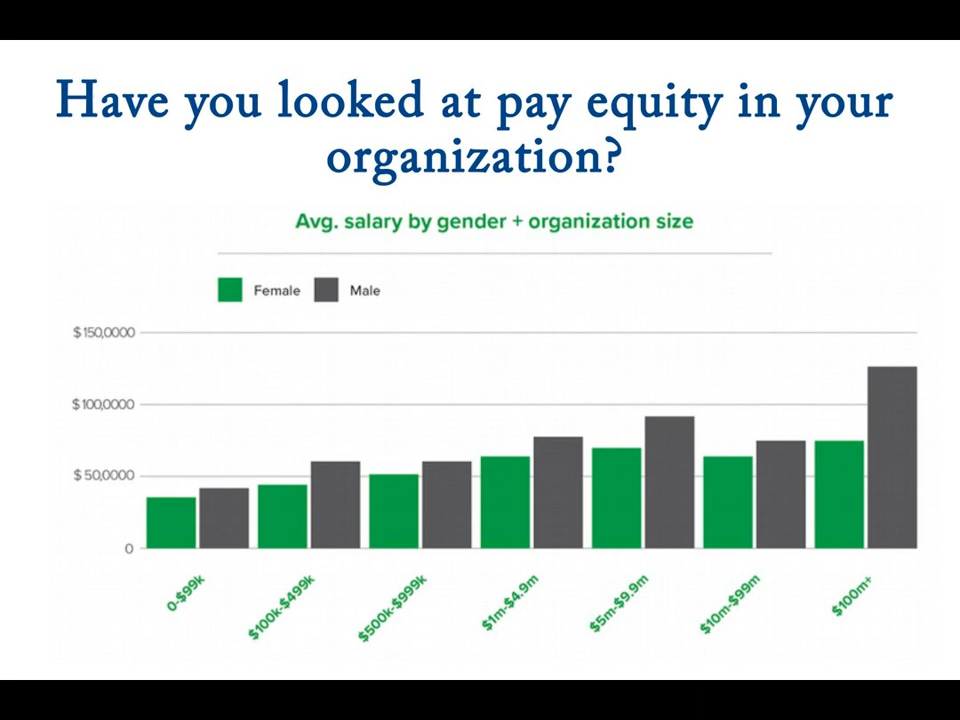 Have you looked at pay equity in your
organization?
Avg. salary by gender + organization size
Female Male
$150,0000
$100,0000
$50,0000
0
0-$99k $100k-$499k $500k-$999k $1m-$4.9m $5m-$9.9m $10m-$99m $100m+